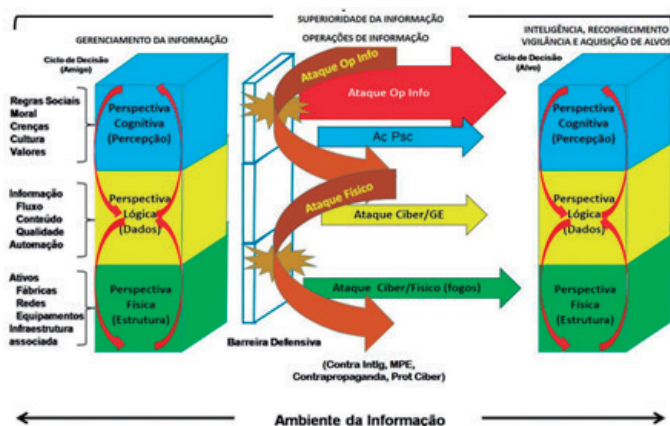 SUPERIORIDADE DA INFORMAÇÃO
GERENCIAMENTO DA INFORMAÇÃO
OPERAÇÕES DE INFORMAÇÃO
INTELIGÊNCIA, RECONHECIMENTO
VIGILÂNCIA E AQUISIÇÃO DE ALVOS
Ciclo de Decisão
(Amigo)
Regras Sociais
Moral
Crenças
Cultura
Valores
Informação
Fluxo
Conteúdo
Qualidade
Automação
Ativos
Fábricas
Redes
Equipamentos
Infraestrutura
associada
Perspectiva
Cognitiva
(Percepção)
Perspectiva
Lógica
(Dados)
Perspectiva
Física
(Estrutura)
Barreira Defensiva
Ataque Op Info
Ataque Op Info
Aç Psc
Ataque Físico
Ataque Ciber/GE
Ataque Ciber/Físico (fogos)
(Contra Intlg, MPE,
Contrapropaganda, Prot Ciber)
Ciclo de Decisão
(Alvo)
Perspectiva
Cognitiva
(Percepção)
Perspectiva
Lógica
(Dados)
Perspectiva
Física
(Estrutura)
Ambiente da Informação